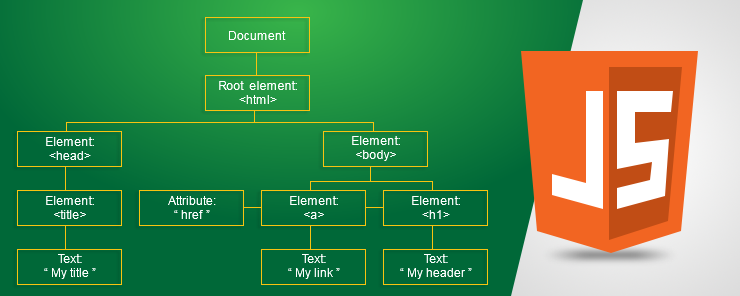 Document
Root element:
<html>
Element:
<head>
Element:
<body>
Element:
<title>
Attribute:
“ href ”
Element:
<a>
Element:
<h1>
Text:
“ My title ”
Text:
“ My link ”
Text:
“ My header ”
JS